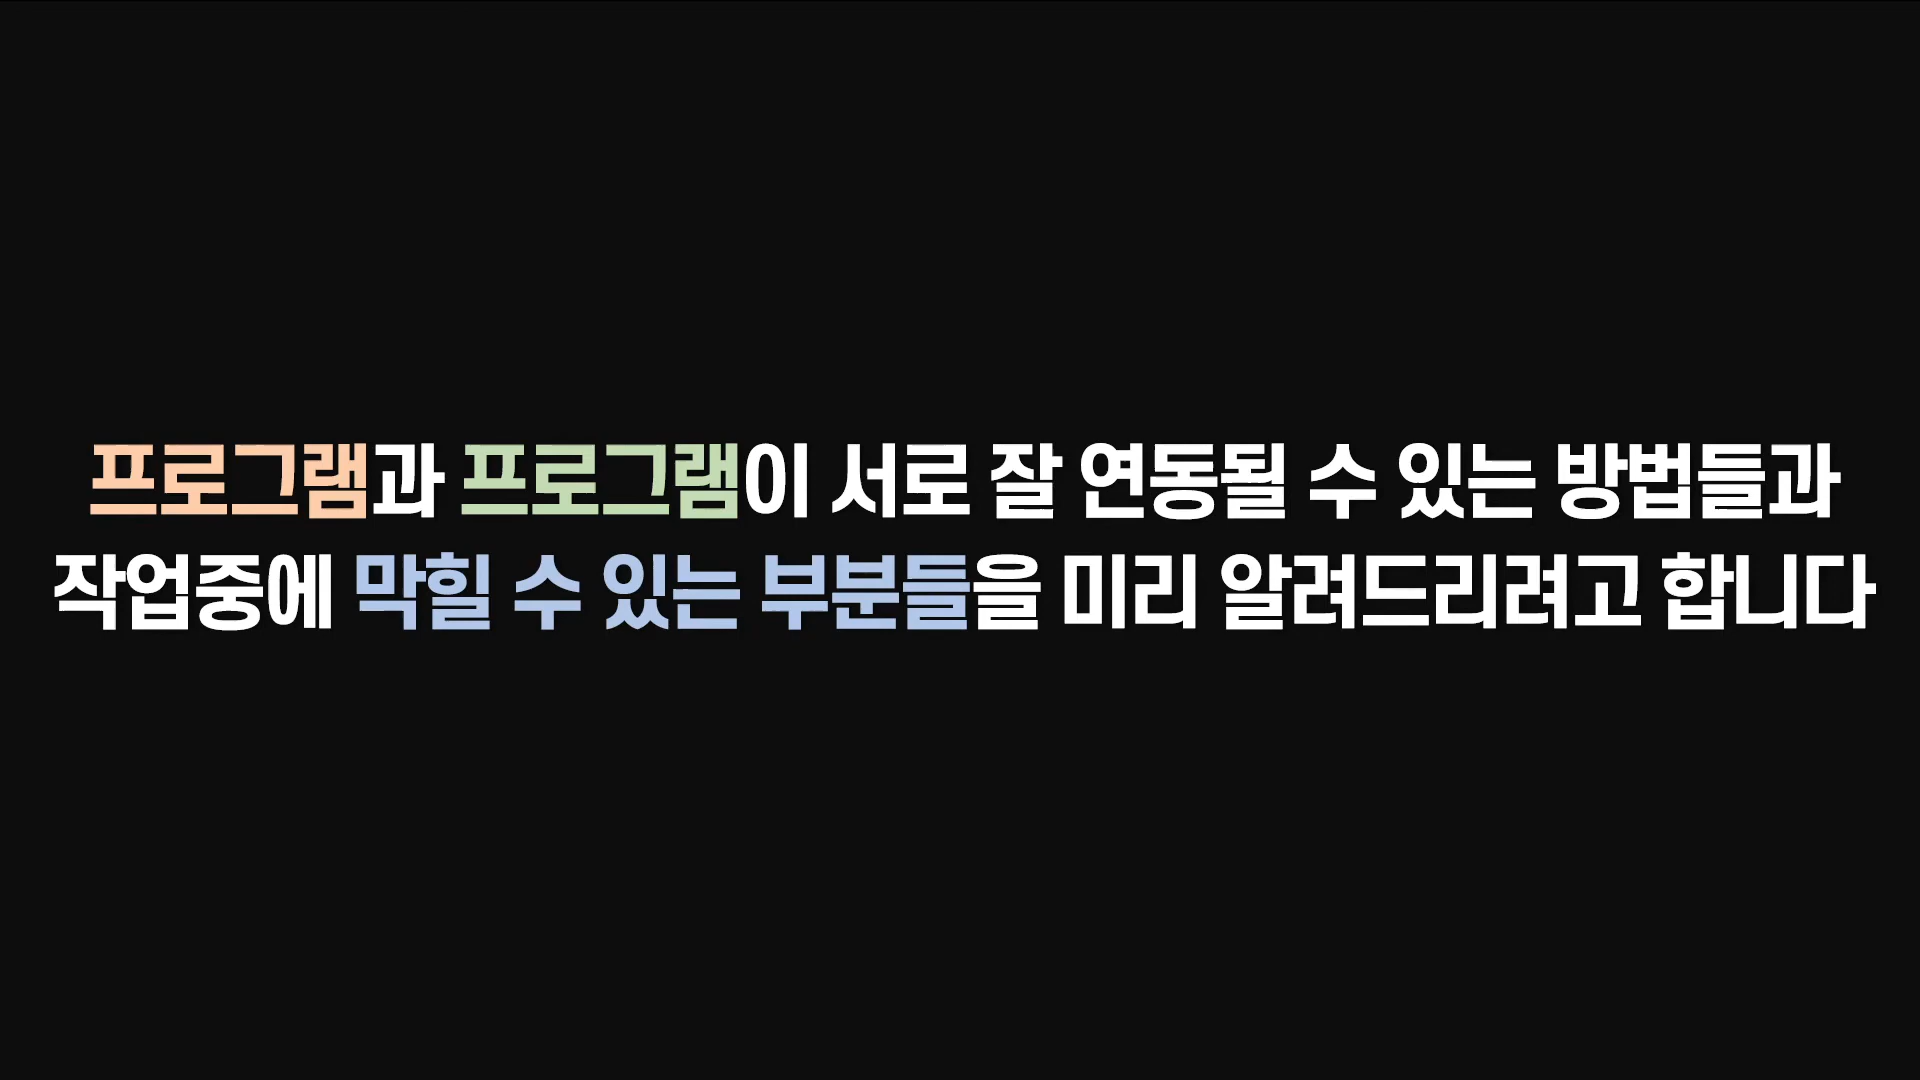 프로그램과 프로그램이 서로 잘 연동될 수 있는 방법들과
작업중에 막힐 수 있는 부분들을 미리 알려드리려고 합니다